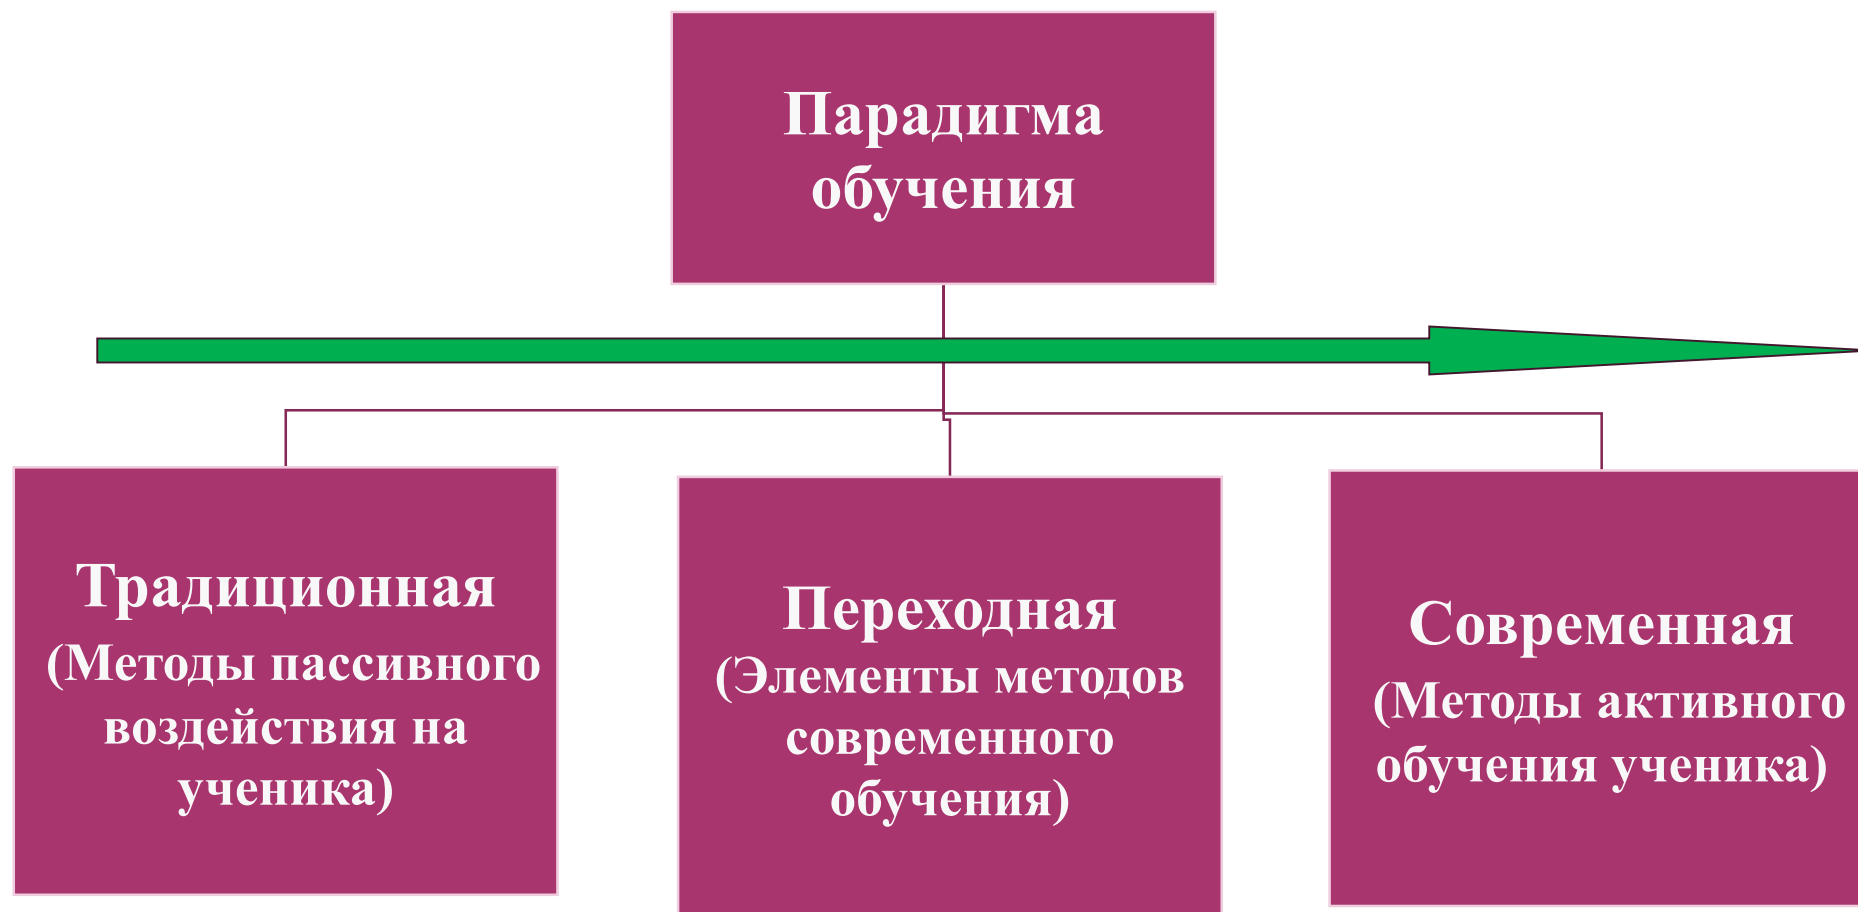 Парадигма
обучения
Традиционная
(Методы пассивного
воздействия на
ученика)
Переходная
(Элементы методов
современного
обучения)
Современная
(Методы активного
обучения ученика)